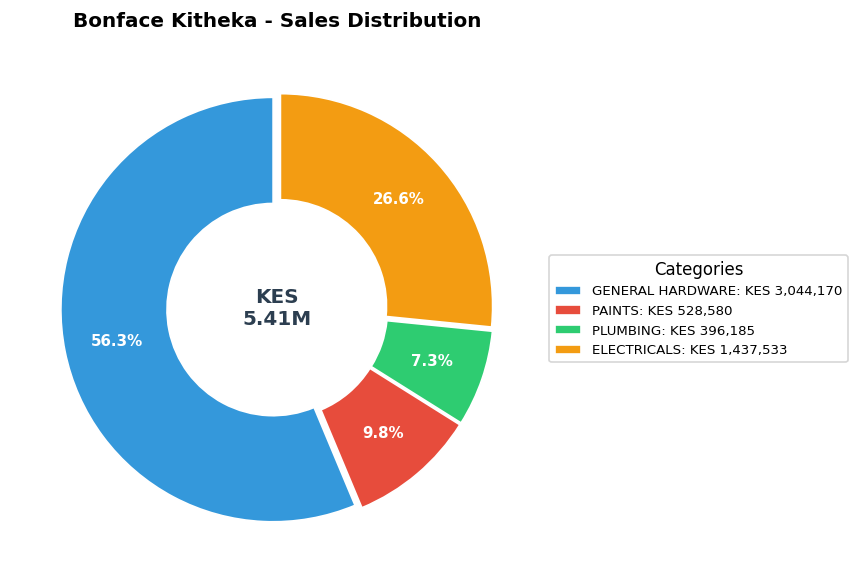 Bonface Kitheka - Sales Distribution
26.6%
KES
5.41M
56.3%
7.3%
9.8%
Categories
GENERAL HARDWARE: KES 3,044,170
PAINTS: KES 528,580
PLUMBING: KES 396,185
ELECTRICALS: KES 1,437,533